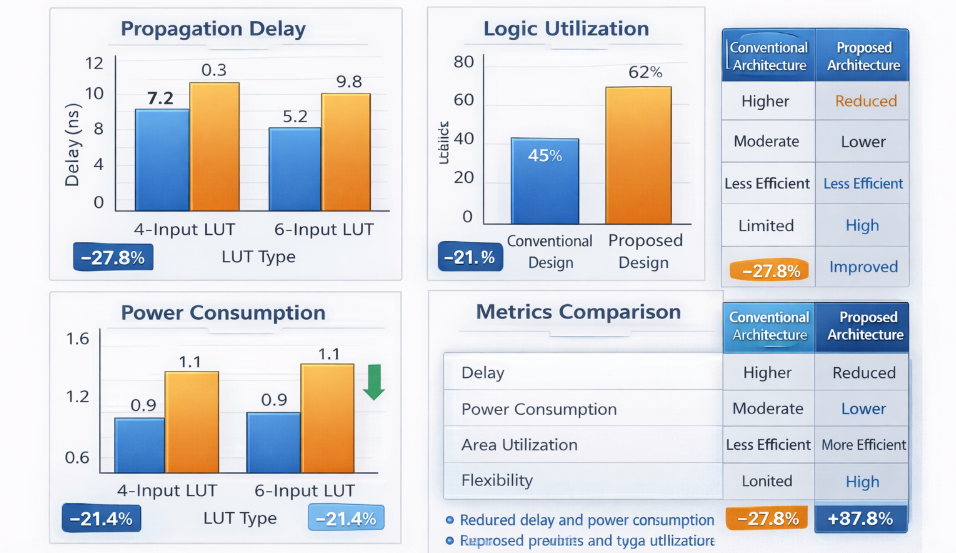 Propagation Delay
12
10
8
4
0
Delay (ns)
7.2
0.3
5.2
9.8
4-Input LUT
6-Input LUT
LUT Type
-27.8%
Logic Utilization
80
60
40
20
0
45%
62%
Conventional Design
Proposed Design
-21.%
Conventional Architecture
Proposed Architecture
Higher
Reduced
Moderate
Lower
Less Efficient
Less Efficient
Limited
High
-27.8%
Improved
Power Consumption
1.6
1.2
0.6
0.9
1.1
0.9
1.1
4-Input LUT
6-Input LUT
-21.4%
LUT Type
-21.4%
Metrics Comparison
Conventional Architecture
Proposed Architecture
Delay
Higher
Reduced
Power Consumption
Moderate
Lower
Area Utilization
Less Efficient
More Efficient
Flexibility
Lonited
High
-27.8%
+37.8%
Redured delay and power comsumption
and tyga utllizatione